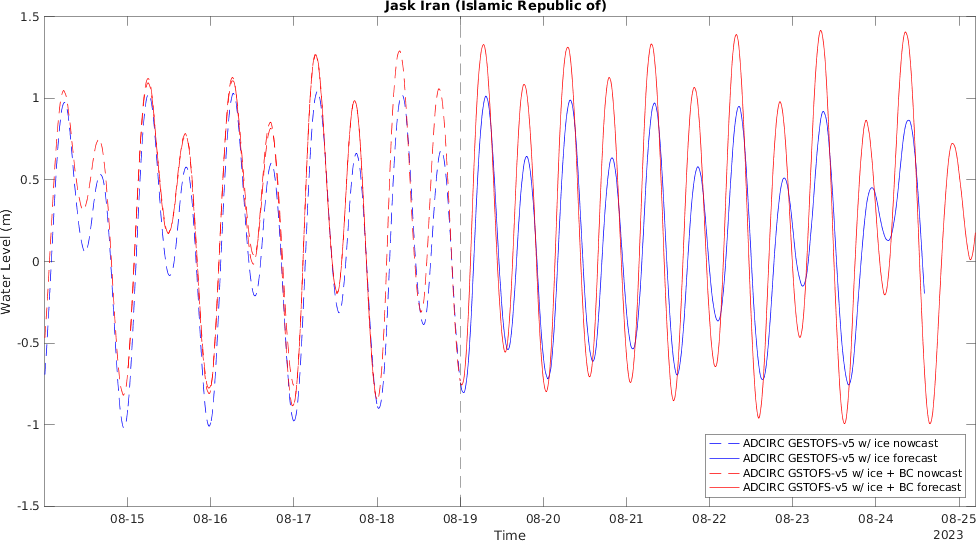 Jask Iran (Islamic Republic of)
1.5
1
0.5
0
-0.5
-1
-1.5
Water Level (m)
ADCIRC GESTOFS-v5 w/ ice nowcast
ADCIRC GESTOFS-v5 w/ ice forecast
ADCIRC GSTOFS-v5 w/ ice + BC nowcast
ADCIRC GSTOFS-v5 w/ ice + BC forecast
08-15 08-16 08-17 08-18 08-19 08-20 08-21 08-22 08-23 08-24 08-25
Time
2023